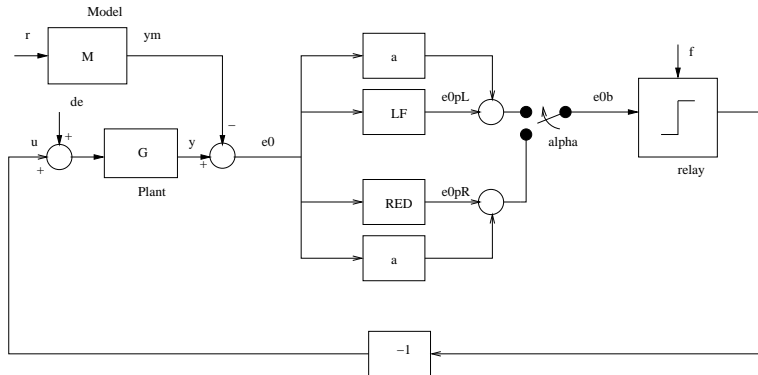 Model
r
M
ym
a
f
de
−
e0pL
e0b
LF
u
+
G
y
e0
alpha
+
+
Plant
relay
RED
e0pR
a
−1